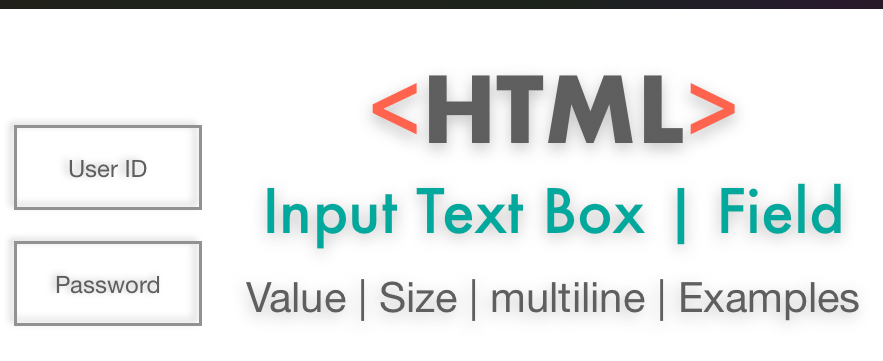 <HTML>
Input Text Box | Field
Value | Size | multiline | Examples
User ID
Password